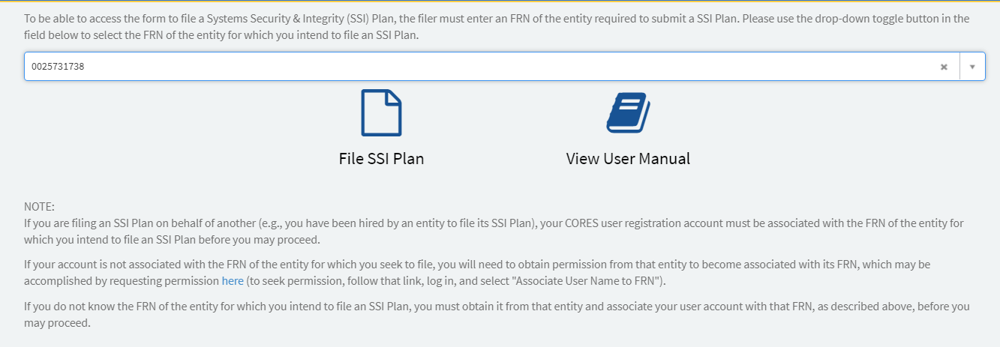 To be able to access the form to file a Systems Security & Integrity (SSI) Plan, the filer must enter an FRN of the entity required to submit a SSI Plan. Please use the drop-down toggle button in the
field below to select the FRN of the entity for which you intend to file an SSI Plan.
0025731738
File SSI Plan
View User Manual
NOTE:
If you are filing an SSI Plan on behalf of another (e.g., you have been hired by an entity to file its SSI Plan), your CORES user registration account must be associated with the FRN of the entity for
which you intend to file an SSI Plan before you may proceed.
If your account is not associated with the FRN of the entity for which you seek to file, you will need to obtain permission from that entity to become associated with its FRN, which may be
accomplished by requesting permission here (to seek permission, follow that link, log in, and select "Associate User Name to FRN").
If you do not know the FRN of the entity for which you intend to file an SSI Plan, you must obtain it from that entity and associate your user account with that FRN, as described above, before you
may proceed.